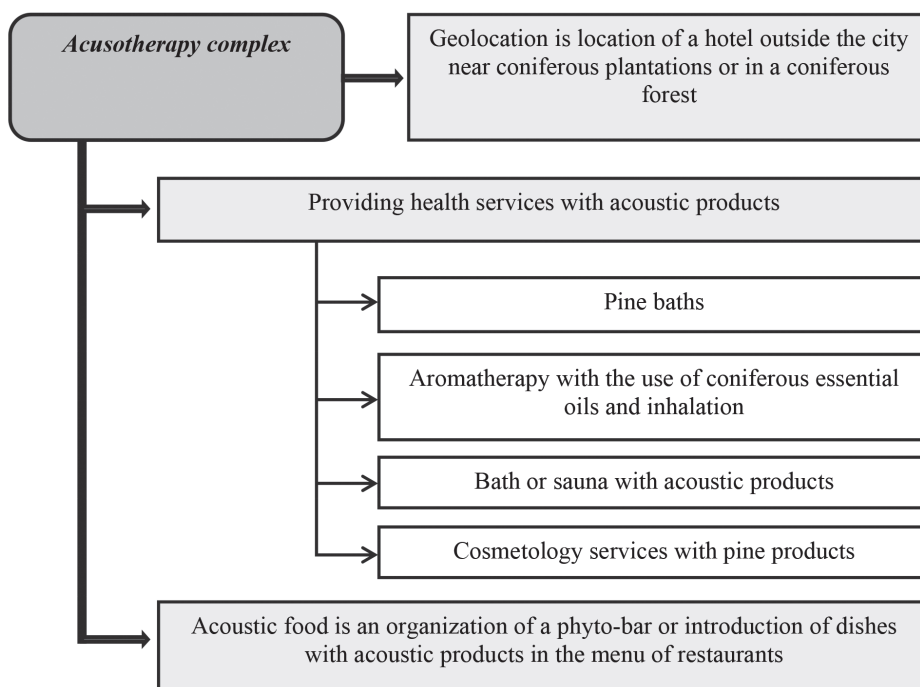 Acusotherapy complex
Geolocation is location of a hotel outside the city
near coniferous plantations or in a coniferous
forest
Providing health services with acoustic products
Pine baths
Aromatherapy with the use of coniferous essential
oils and inhalation
Bath or sauna with acoustic products
Cosmetology services with pine products
Acoustic food is an organization of a phyto-bar or introduction of dishes
with acoustic products in the menu of restaurants